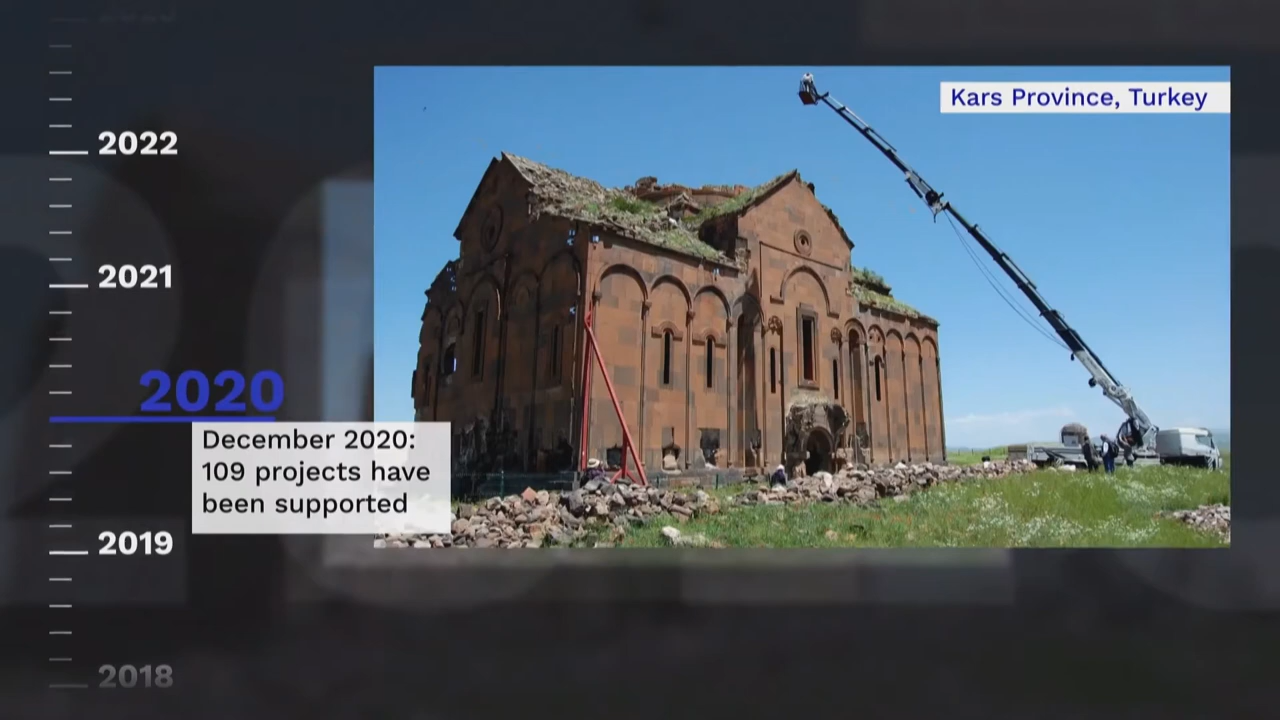 Kars Province, Turkey
2022
2021
2020
December 2020:
109 projects have
been supported
2019
2018